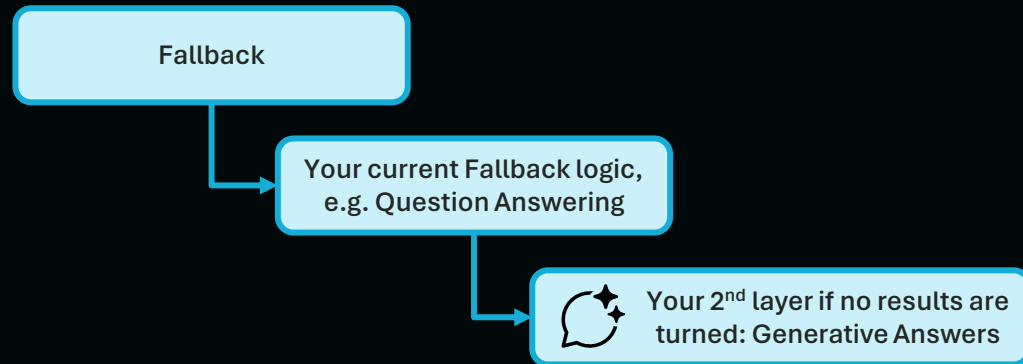 Fallback
Your current Fallback logic,
e.g. Question Answering
Your 2nd layer if no results are
turned: Generative Answers